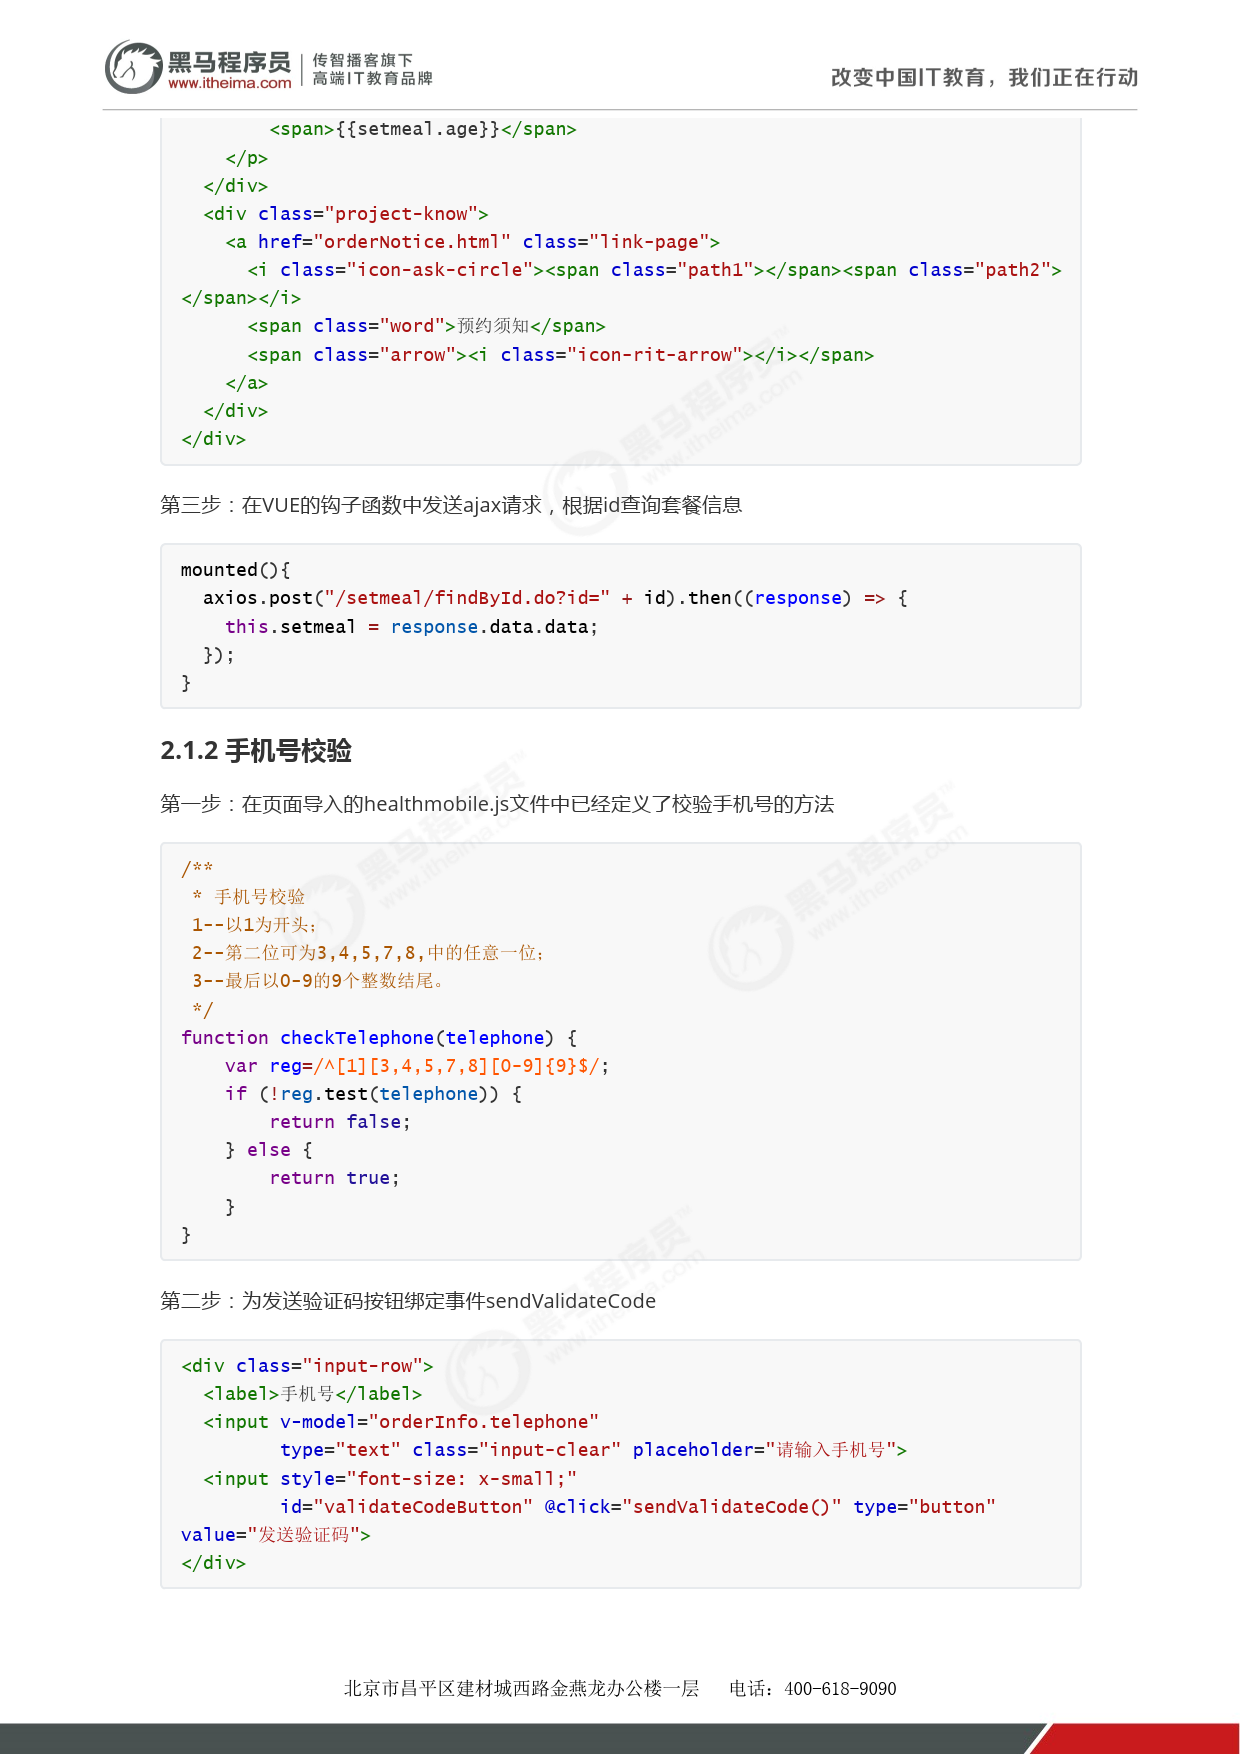 黑马程序员
www.itheima.com
传智播客旗下
高端IT教育品牌
改变中国IT教育，我们正在行动
<span>{{setmeal.age}}</span>
</p>
</div>
<div class="project-know">
<a href="orderNotice.html" class="link-page">
<i class="icon-ask-circle"><span class="path1"></span><span class="path2">
</span></i>
<span class="word">预约须知</span>
<span class="arrow"><i class="icon-rit-arrow"></i></span>
</a>
</div>
</div>
第三步：在VUE的钩子函数中发送ajax请求，根据id查询套餐信息
mounted(){
axios.post("/setmeal/findById.do?id=" + id).then((response) => {
this.setmeal = response.data.data;
});
}
2.1.2 手机号校验
第一步：在页面导入的healthmobile.js文件中已经定义了校验手机号的方法
/**
* 手机号校验
1--以1为开头;
2--第二位可为3,4,5,7,8,中的任意一位;
3--最后以0-9的9个整数结尾。
*/
function checkTelephone(telephone) {
var reg=/^[1][3,4,5,7,8][0-9]{9}$/;
if (!reg.test(telephone)) {
return false;
} else {
return true;
}
}
第二步：为发送验证码按钮绑定事件sendValidateCode
<div class="input-row">
<label>手机号</label>
<input v-model="orderInfo.telephone"
type="text" class="input-clear" placeholder="请输入手机号">
<input style="font-size: x-small;"
id="validateCodeButton" @click="sendValidateCode()" type="button"
value="发送验证码">
</div>
北京市昌平区建材城西路金燕龙办公楼一层 电话：400-618-9090